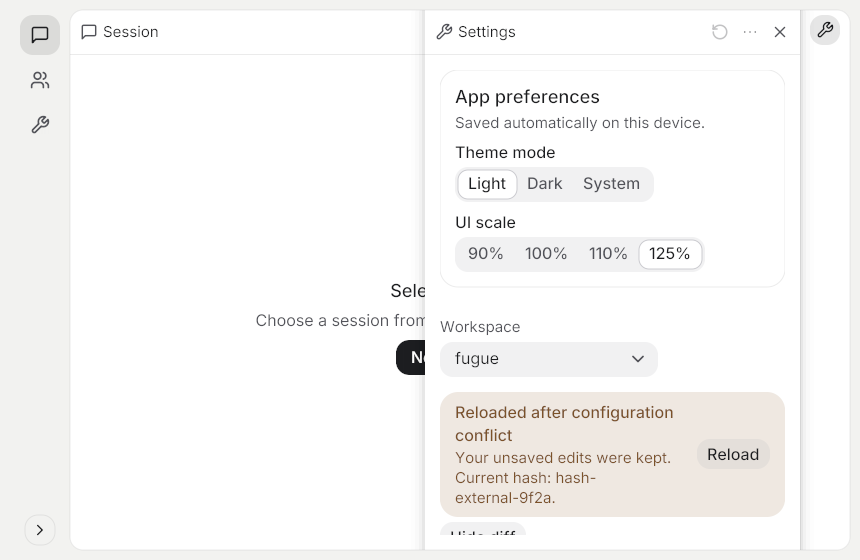 Session
Settings
App preferences
Saved automatically on this device.
Theme mode
Light Dark System
UI scale
90% 100% 110% 125%
Sele
Choose a session from
Workspace
fugue
Reloaded after configuration
conflict
Your unsaved edits were kept.
Current hash: hash-
external-9f2a.
Reload
Hide diff